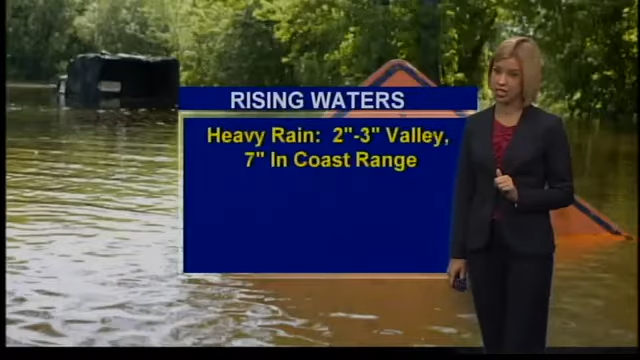 RISING WATERS
Heavy Rain: 2"-3" Valley,
7" In Coast Range